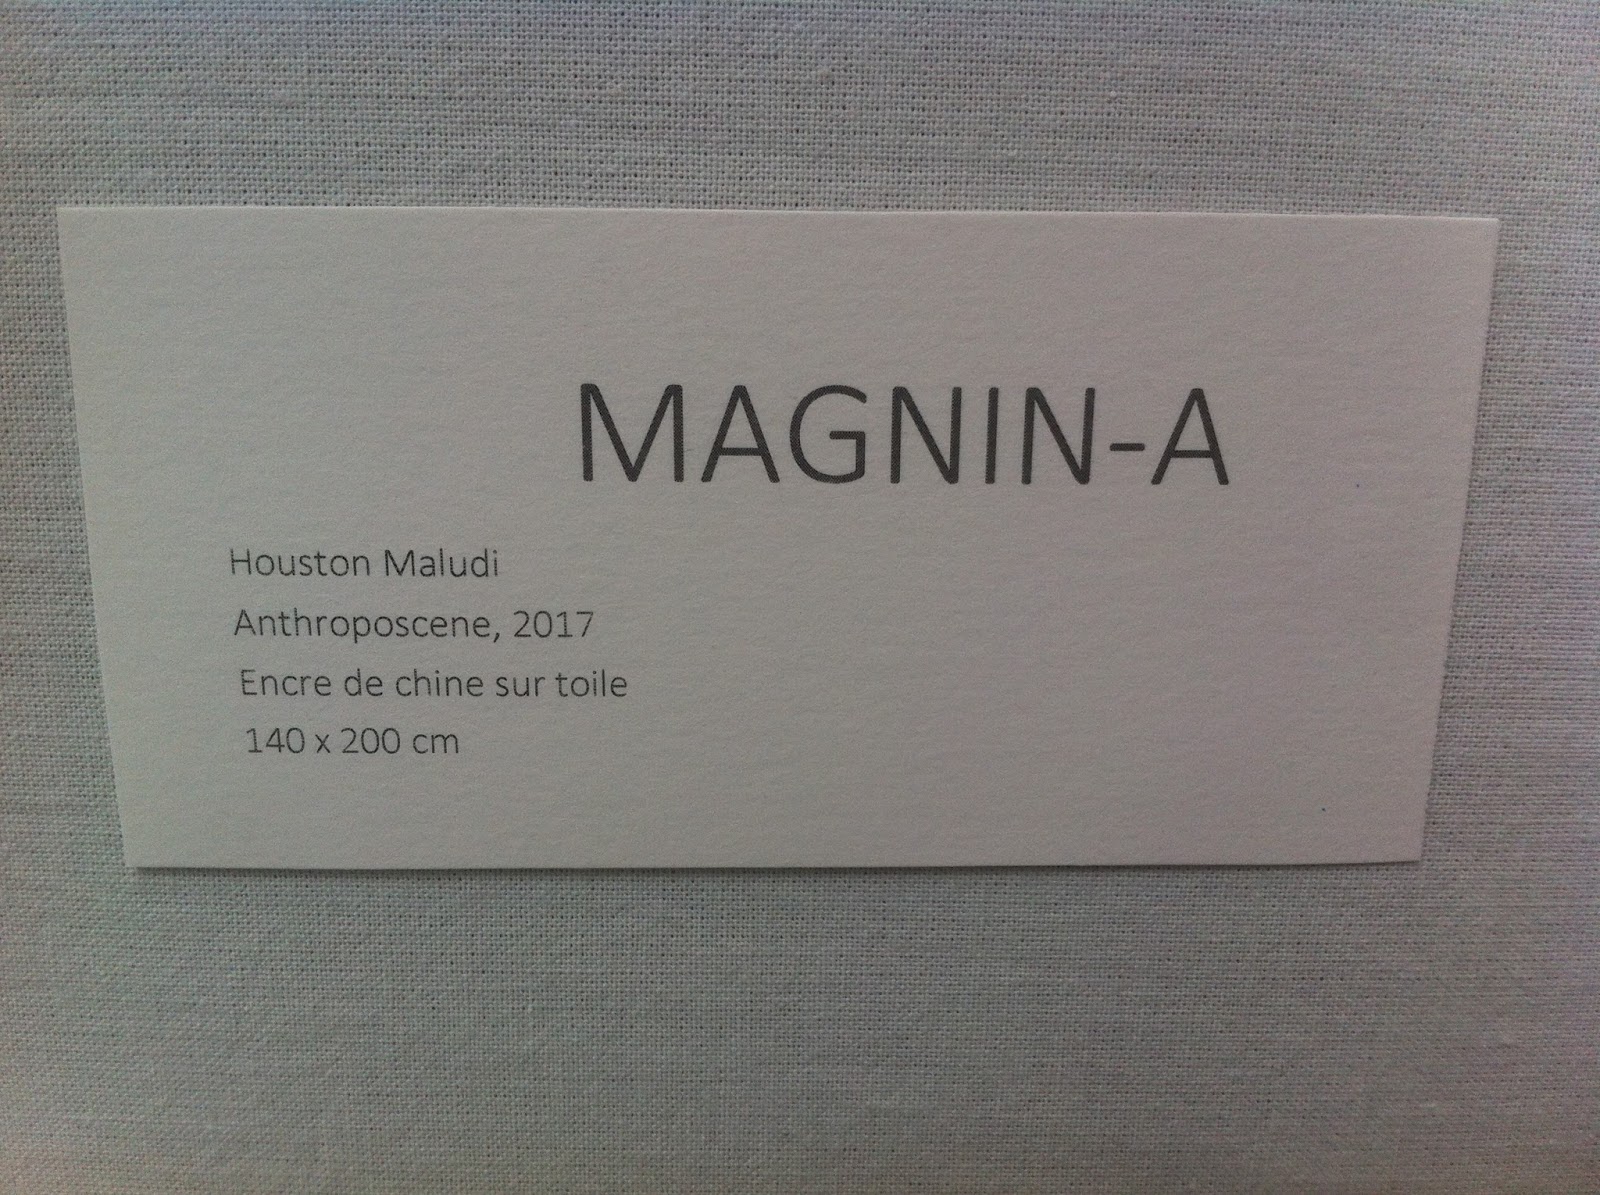 MAGNIN-A
Houston Maludi
Anthroposcene, 2017
Encre de chine sur toile
140 x 200 cm